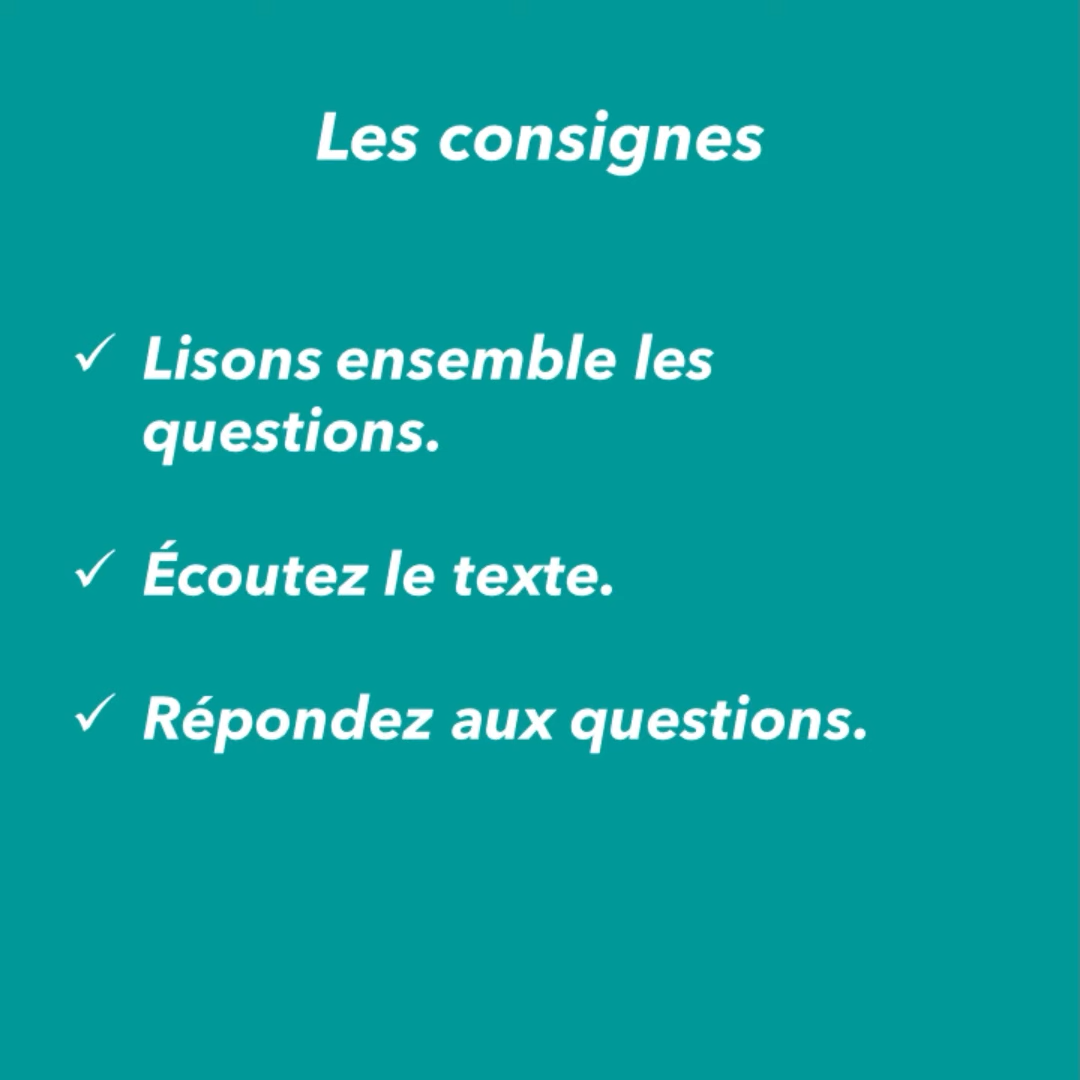 Les consignes
✓ Lisons ensemble les
questions.
✓ Écoutez le texte.
✓ Répondez aux questions.